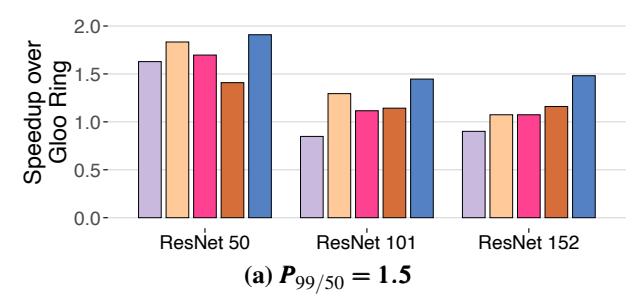 Speedup over
Gloo Ring
2.0
1.5
1.0
0.5
0.0
ResNet 50 ResNet 101 ResNet 152
(a) P99/50 = 1.5